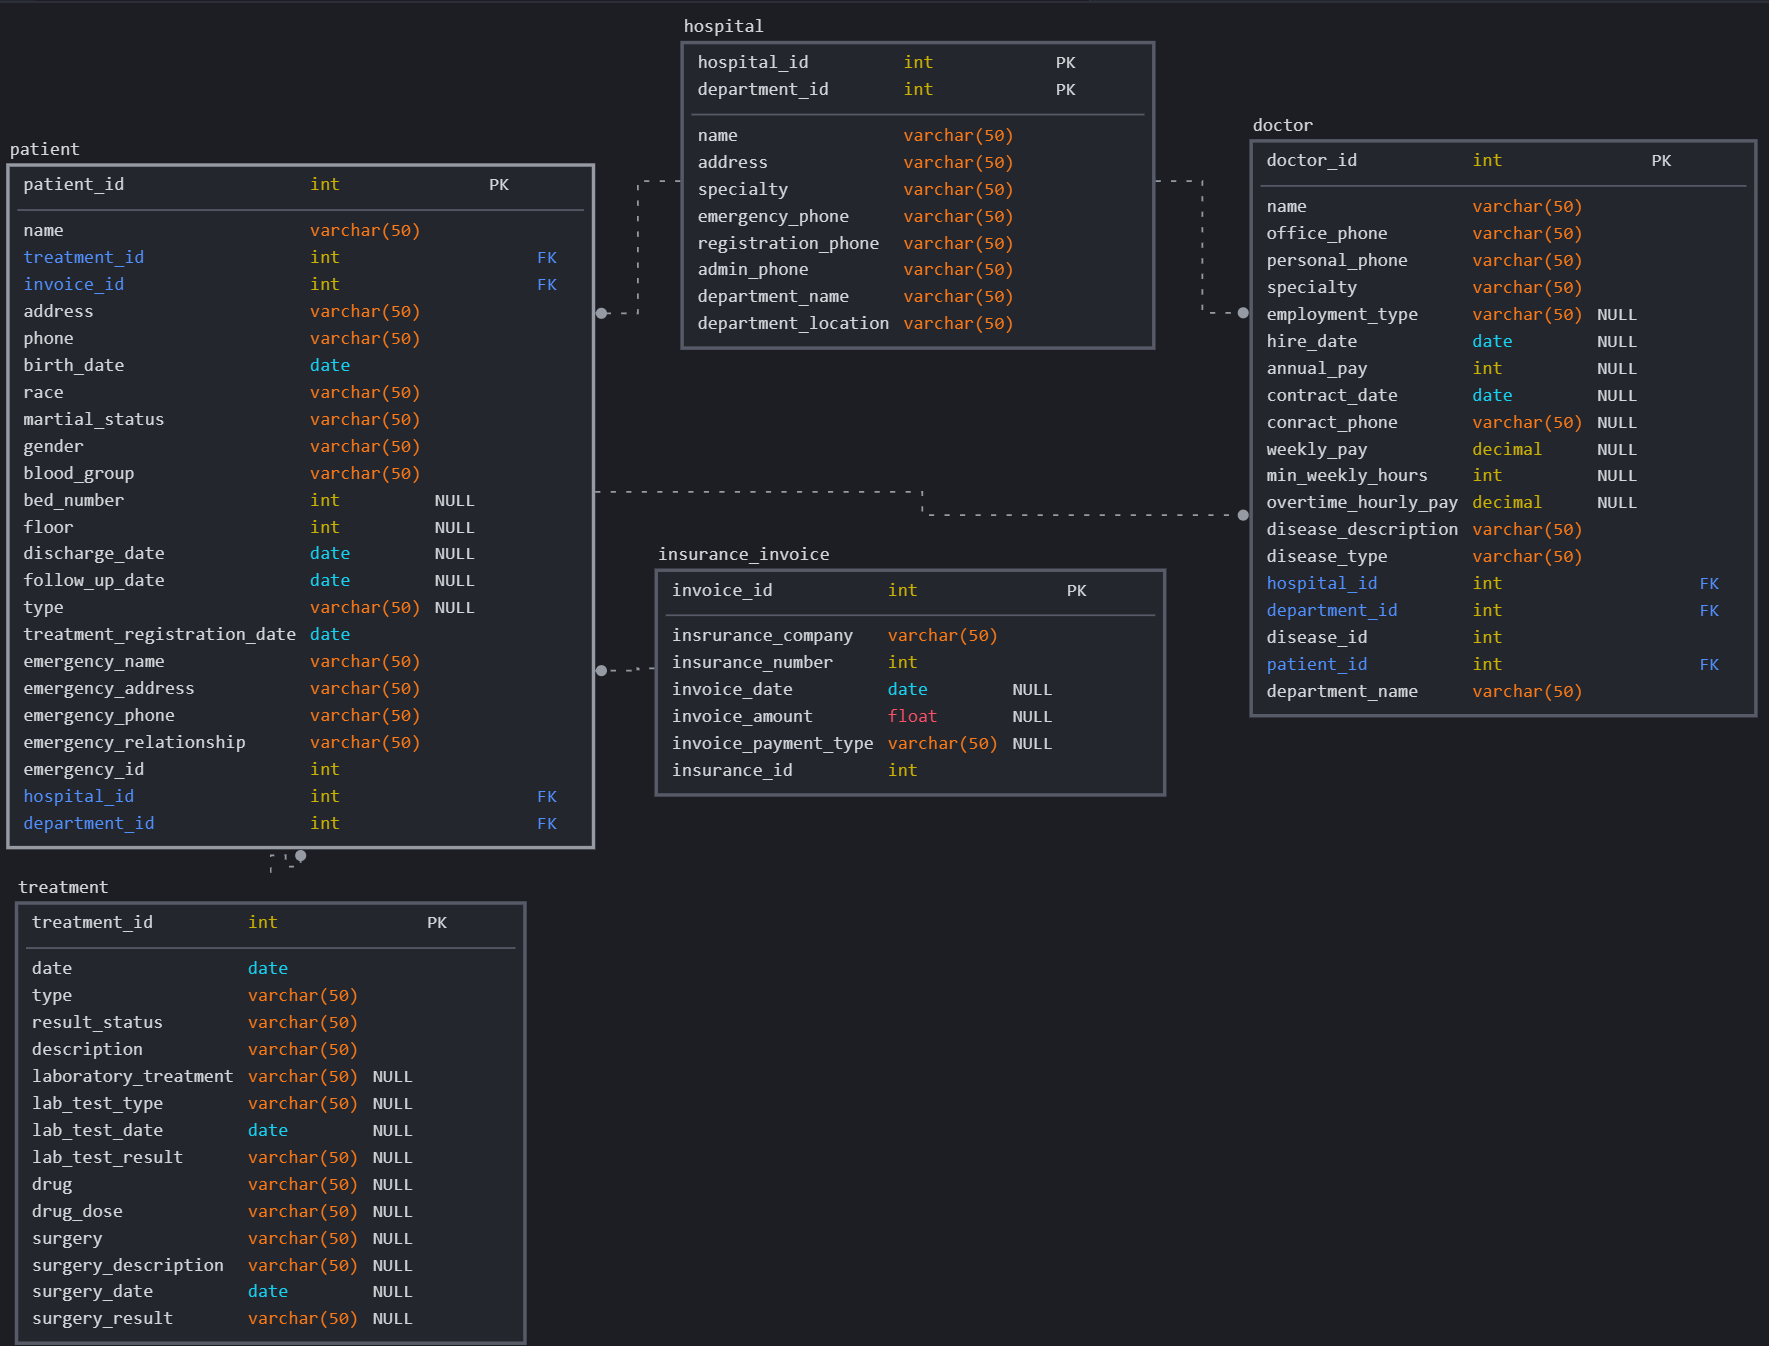 hospital
hospital_id int PK
department_id int PK
name varchar(50)
address varchar(50)
specialty varchar(50)
emergency_phone varchar(50)
registration_phone varchar(50)
admin_phone varchar(50)
department_name varchar(50)
department_location varchar(50)
patient
patient_id int PK
name varchar(50)
treatment_id int FK
invoice_id int FK
address varchar(50)
phone varchar(50)
birth_date date
race varchar(50)
martial_status varchar(50)
gender varchar(50)
blood_group varchar(50)
bed_number int NULL
floor int NULL
discharge_date date NULL
follow_up_date date NULL
type varchar(50) NULL
treatment_registration_date date
emergency_name varchar(50)
emergency_address varchar(50)
emergency_phone varchar(50)
emergency_relationship varchar(50)
emergency_id int
hospital_id int FK
department_id int FK
doctor
doctor_id int PK
name varchar(50)
office_phone varchar(50)
personal_phone varchar(50)
specialty varchar(50)
employment_type varchar(50) NULL
hire_date date NULL
annual_pay int NULL
contract_date date NULL
conract_phone varchar(50) NULL
weekly_pay decimal NULL
min_weekly_hours int NULL
overtime_hourly_pay decimal NULL
disease_description varchar(50)
disease_type varchar(50)
hospital_id int FK
department_id int FK
disease_id int
patient_id int FK
department_name varchar(50)
insurance_invoice
invoice_id int PK
insrurance_company varchar(50)
insurance_number int
invoice_date date NULL
invoice_amount float NULL
invoice_payment_type varchar(50) NULL
insurance_id int
treatment
treatment_id int PK
date date
type varchar(50)
result_status varchar(50)
description varchar(50)
laboratory_treatment varchar(50) NULL
lab_test_type varchar(50) NULL
lab_test_date date NULL
lab_test_result varchar(50) NULL
drug varchar(50) NULL
drug_dose varchar(50) NULL
surgery varchar(50) NULL
surgery_description varchar(50) NULL
surgery_date date NULL
surgery_result varchar(50) NULL